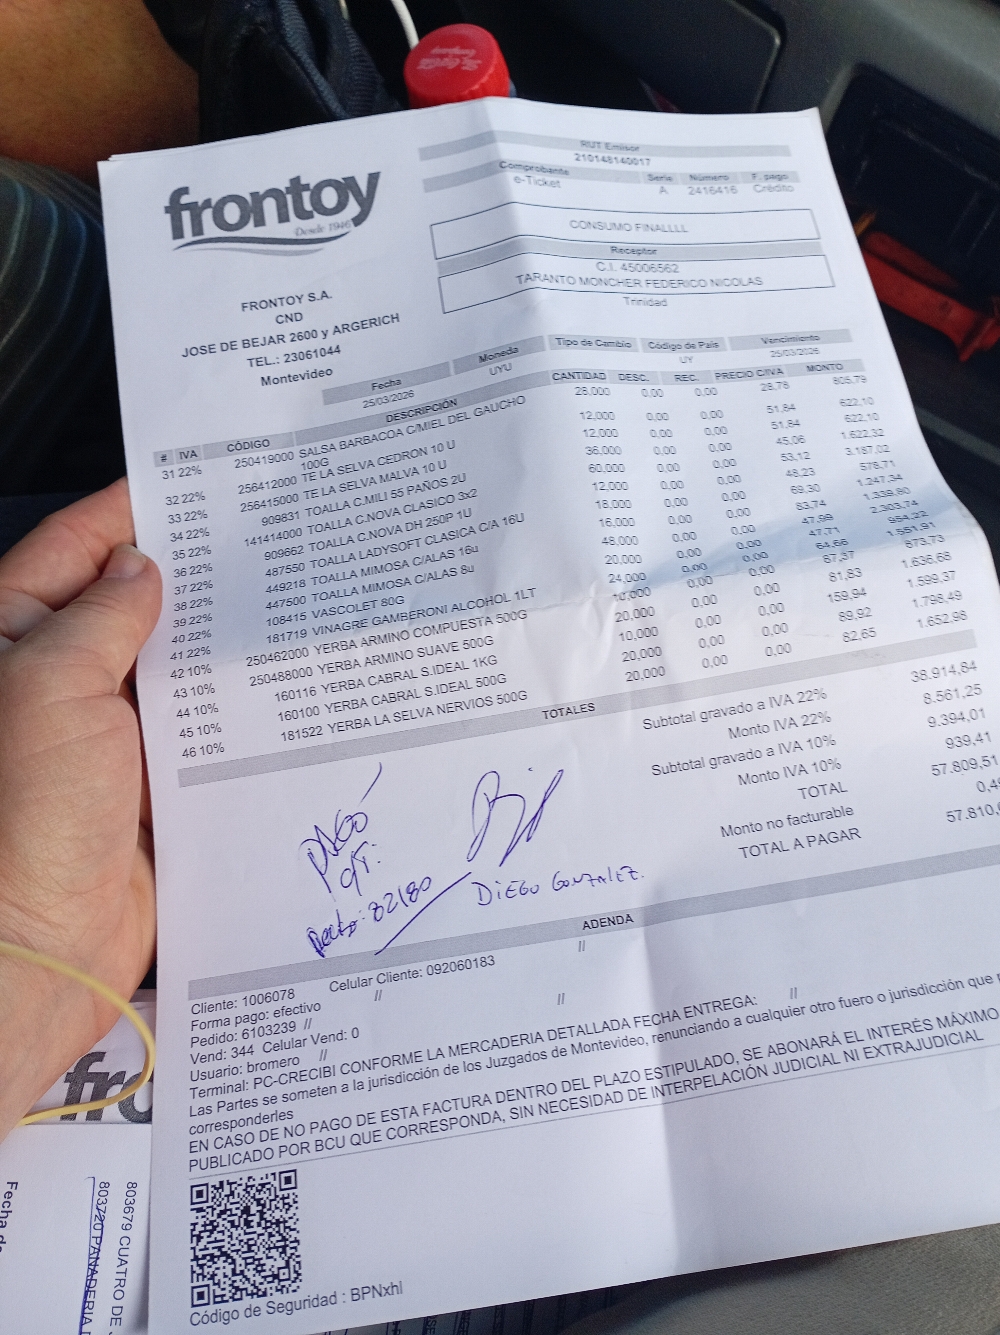 frontoy
Desde 1946
RUT Emisor
210148140017
Comprobante Serie Número F. pago
e-Ticket A 2416416 Crédito
CONSUMO FINALLLL
Receptor
C.I. 45006562
TARANTO MONCHER FEDERICO NICOLAS
Trinidad
FRONTOY S.A.
CND
JOSE DE BEJAR 2600 y ARGERICH
TEL.: 23061044
Montevideo
Fecha Moneda Tipo de Cambio Código de País Vencimiento
25/03/2026 UYU UY 25/03/2026
# IVA CÓDIGO DESCRIPCIÓN CANTIDAD DESC. REC. PRECIO C/IVA MONTO
31 22% 250419000 SALSA BARBACOA C/MIEL DEL GAUCHO 28,000 0,00 0,00 28,78 805,79
100G
32 22% 256412000 TE LA SELVA CEDRON 10 U 12,000 0,00 0,00 51,84 622,10
33 22% 256415000 TE LA SELVA MALVA 10 U 12,000 0,00 0,00 51,84 622,10
34 22% 909831 TOALLA C.MILI 55 PAÑOS 2U 36,000 0,00 0,00 45,06 1.622,32
35 22% 141414000 TOALLA C.NOVA CLASICO 3x2 60,000 0,00 0,00 53,12 3.187,02
36 22% 909662 TOALLA C.NOVA DH 250P 1U 12,000 0,00 0,00 48,23 578,71
37 22% 487550 TOALLA LADYSOFT CLASICA C/A 16U 18,000 0,00 0,00 69,30 1.247,34
38 22% 449218 TOALLA MIMOSA C/ALAS 16u 16,000 0,00 0,00 83,74 1.339,80
39 22% 447500 TOALLA MIMOSA C/ALAS 8u 48,000 0,00 0,00 47,99 2.303,74
40 22% 108415 VASCOLET 80G 20,000 0,00 0,00 47,71 954,22
41 22% 181719 VINAGRE GAMBERONI ALCOHOL 1LT 24,000 0,00 0,00 64,66 1.551,91
42 10% 250462000 YERBA ARMINO COMPUESTA 500G 10,000 0,00 0,00 87,37 873,73
43 10% 250488000 YERBA ARMINO SUAVE 500G 20,000 0,00 0,00 81,83 1.636,68
44 10% 160116 YERBA CABRAL S.IDEAL 1KG 10,000 0,00 0,00 159,94 1.599,37
45 10% 160100 YERBA CABRAL S.IDEAL 500G 20,000 0,00 0,00 89,92 1.798,49
46 10% 181522 YERBA LA SELVA NERVIOS 500G 20,000 0,00 0,00 82,65 1.652,98
TOTALES
Subtotal gravado a IVA 22% 38.914,84
Monto IVA 22% 8.561,25
Subtotal gravado a IVA 10% 9.394,01
Monto IVA 10% 939,41
TOTAL 57.809,51
Monto no facturable 0,49
TOTAL A PAGAR 57.810,
PAGO
82180
DIEGO GONZALEZ.
ADENDA
Cliente: 1006078 Celular Cliente: 092060183 //
Forma pago: efectivo //
Pedido: 6103239 // //
Vend: 344 Celular Vend: 0
Usuario: bromero //
Terminal: PC-CRECIBI CONFORME LA MERCADERIA DETALLADA FECHA ENTREGA: //
Las Partes se someten a la jurisdicción de los Juzgados de Montevideo, renunciando a cualquier otro fuero o jurisdicción que
corresponderles
EN CASO DE NO PAGO DE ESTA FACTURA DENTRO DEL PLAZO ESTIPULADO, SE ABONARÁ EL INTERÉS MÁXIMO
PUBLICADO POR BCU QUE CORRESPONDA, SIN NECESIDAD DE INTERPELACIÓN JUDICIAL NI EXTRAJUDICIAL
Código de Seguridad : BPNxhl
fro
Fecha de
803679 CUATRO DE
803720 PANADERIA